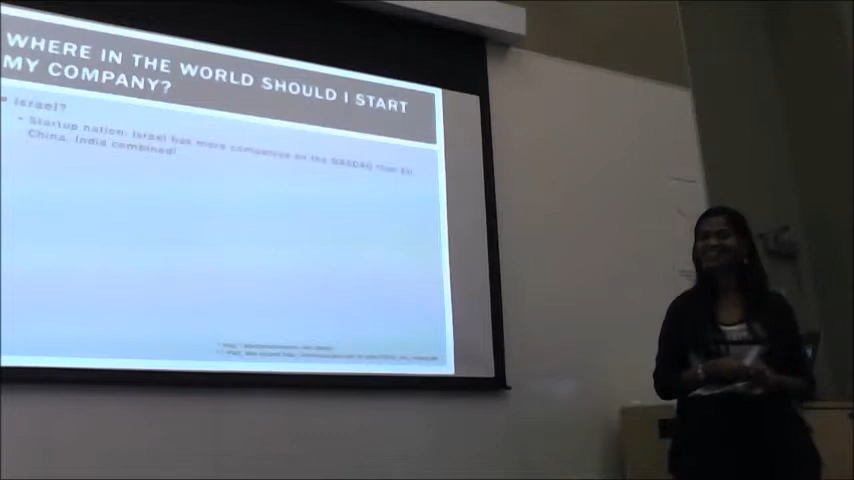 WHERE IN THE WORLD SHOULD I START
MY COMPANY?
Israel?
Startup nation: Israel has more companies on the NASDAQ than EU,
China, India combined!